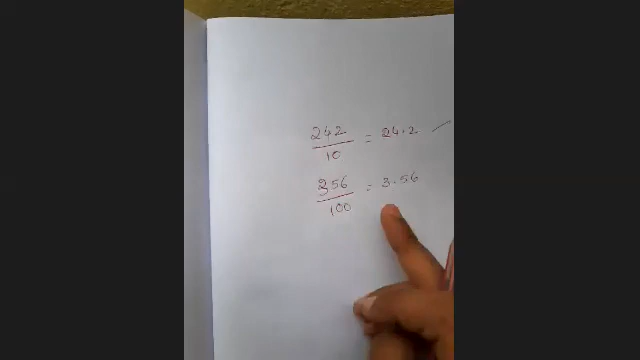 242/10 = 24.2
356/100 = 3.56